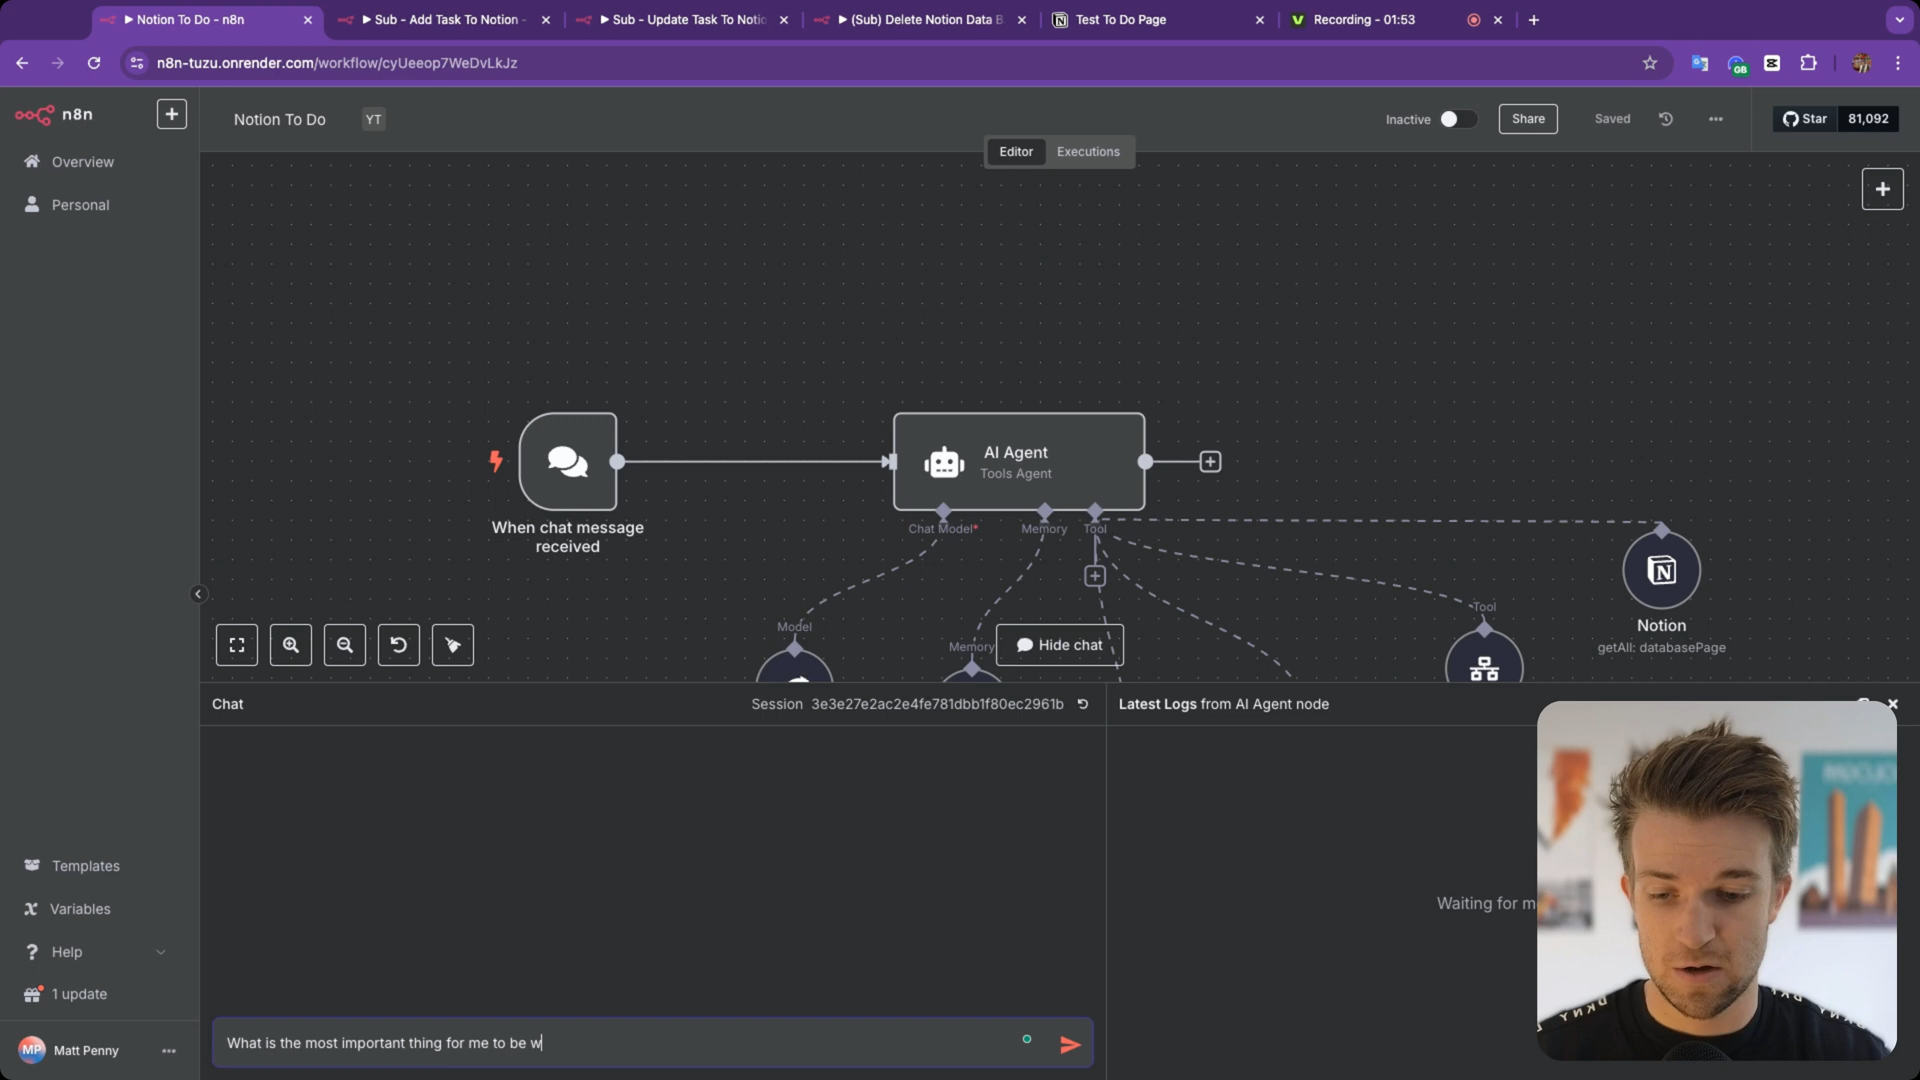 Notion To Do - n8n
Sub - Add Task To Notion -
Sub - Update Task To Notio
(Sub) Delete Notion Data B
Test To Do Page
Recording - 01:53
n8n-tuzu.onrender.com/workflow/cyUeeop7WeDvLkJz
GB
n8n
Notion To Do
YT
Inactive
Share
Saved
Star
81,092
Editor
Executions
Overview
Personal
AI Agent
Tools Agent
When chat message
received
Chat Model*
Memory
Tool
Model
Memory
Tool
Notion
getAll: databasePage
Hide chat
Chat
Session 3e3e27e2ac2e4fe781dbb1f80ec2961b
Latest Logs from AI Agent node
Waiting for m
Templates
Variables
Help
1 update
MP
Matt Penny
What is the most important thing for me to be w
DKNY